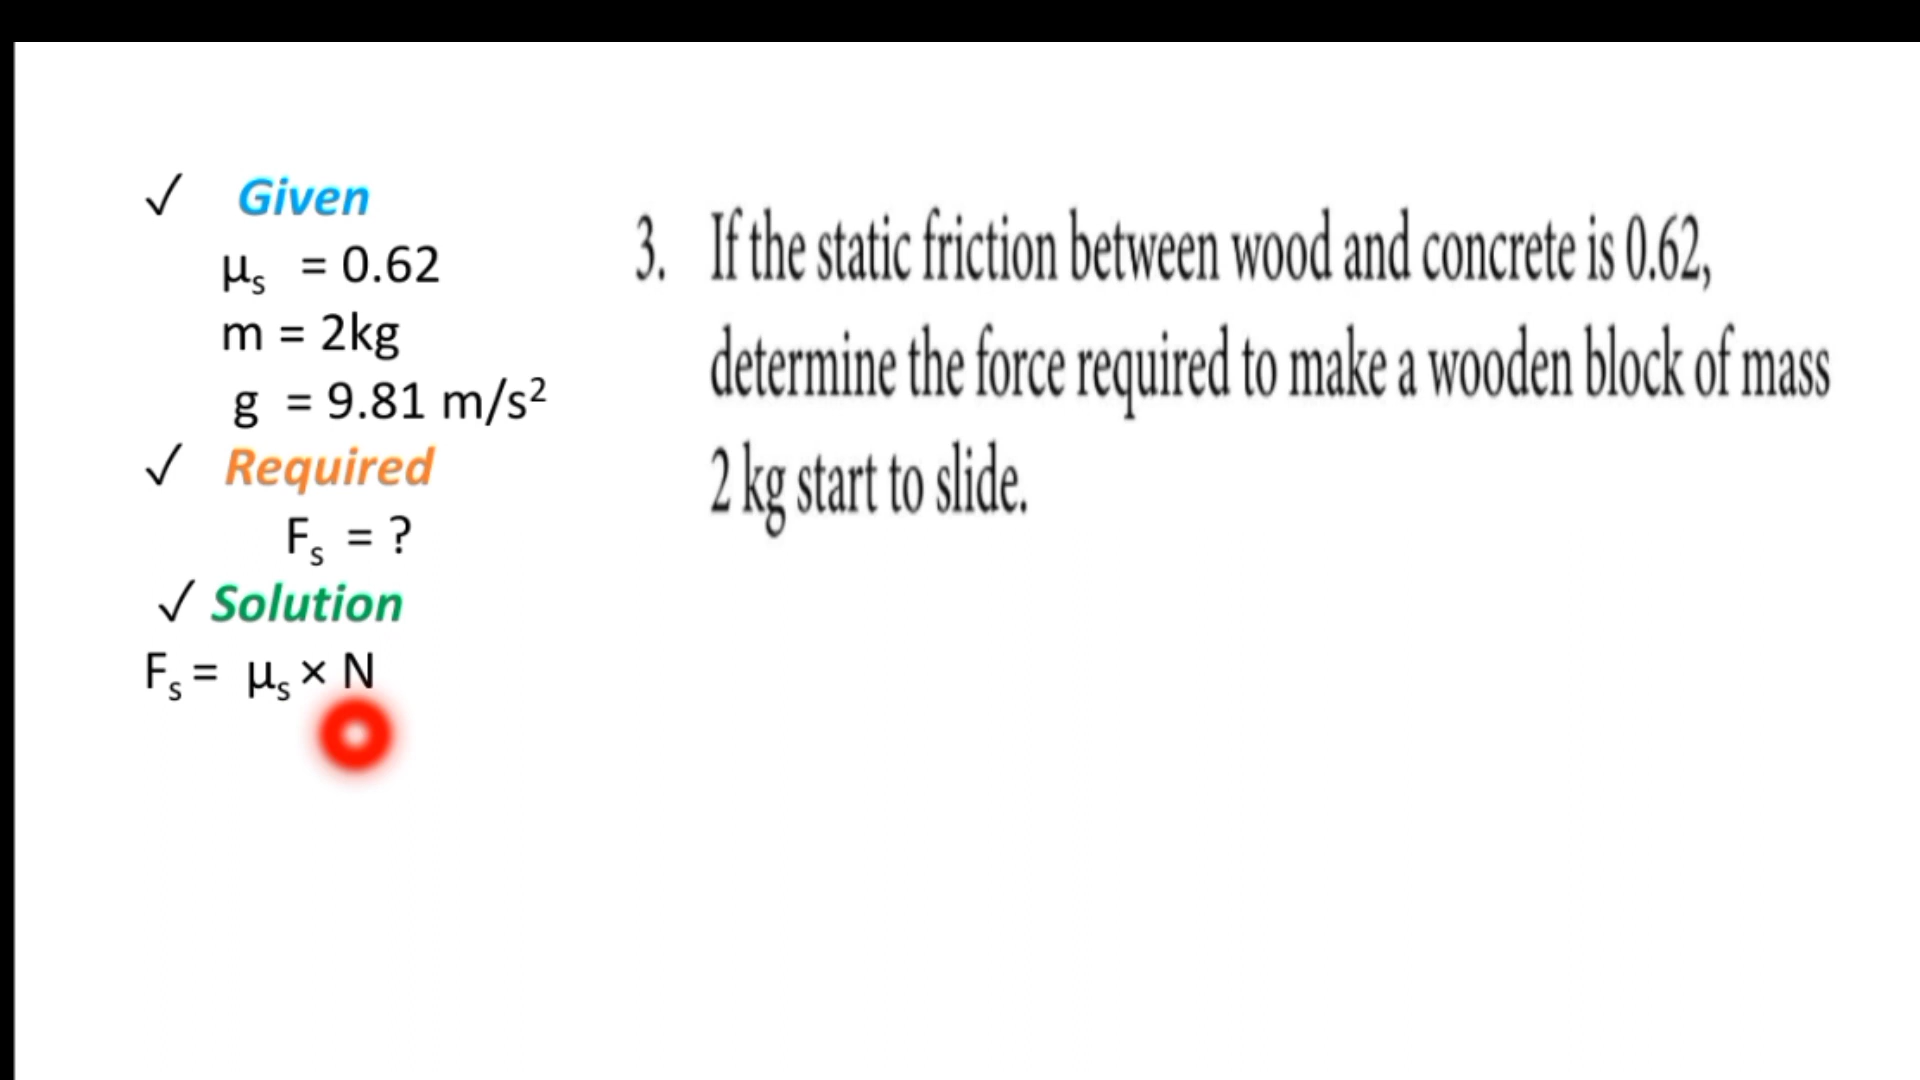 ✓ Given
μs = 0.62
m = 2kg
g = 9.81 m/s²
✓ Required
Fs = ?
✓ Solution
Fs = μs × N
3. If the static friction between wood and concrete is 0.62,
determine the force required to make a wooden block of mass
2 kg start to slide.